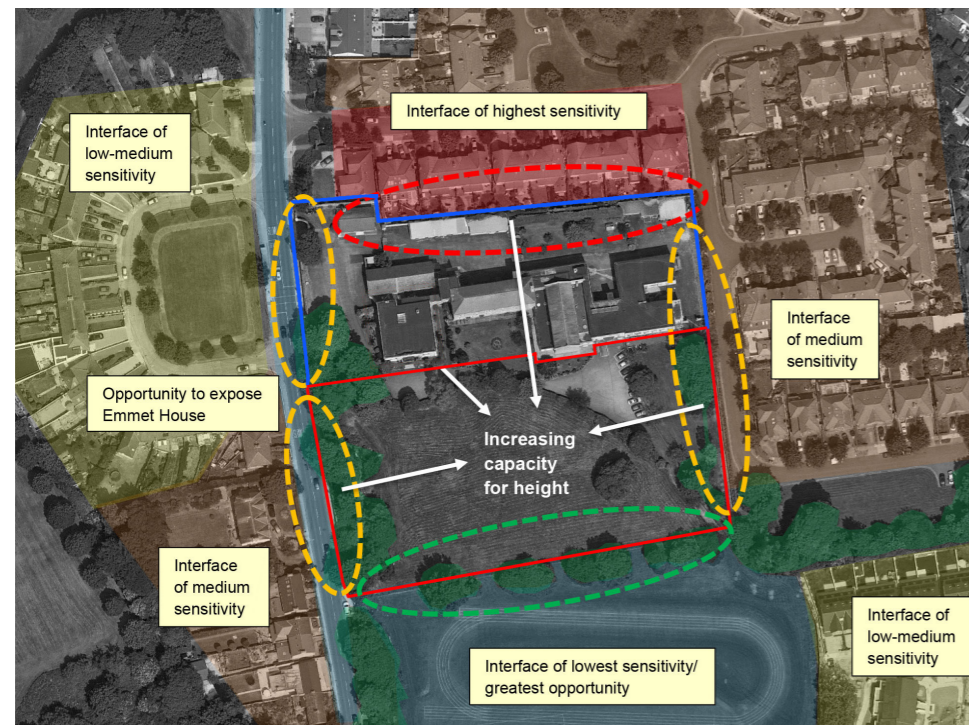 Interface of highest sensitivity
Interface of
low-medium
sensitivity
Interface
of medium
sensitivity
Opportunity to expose
Emmet House
Increasing
capacity
for height
Interface
of medium
sensitivity
Interface of
low-medium
sensitivity
Interface of lowest sensitivity/
greatest opportunity